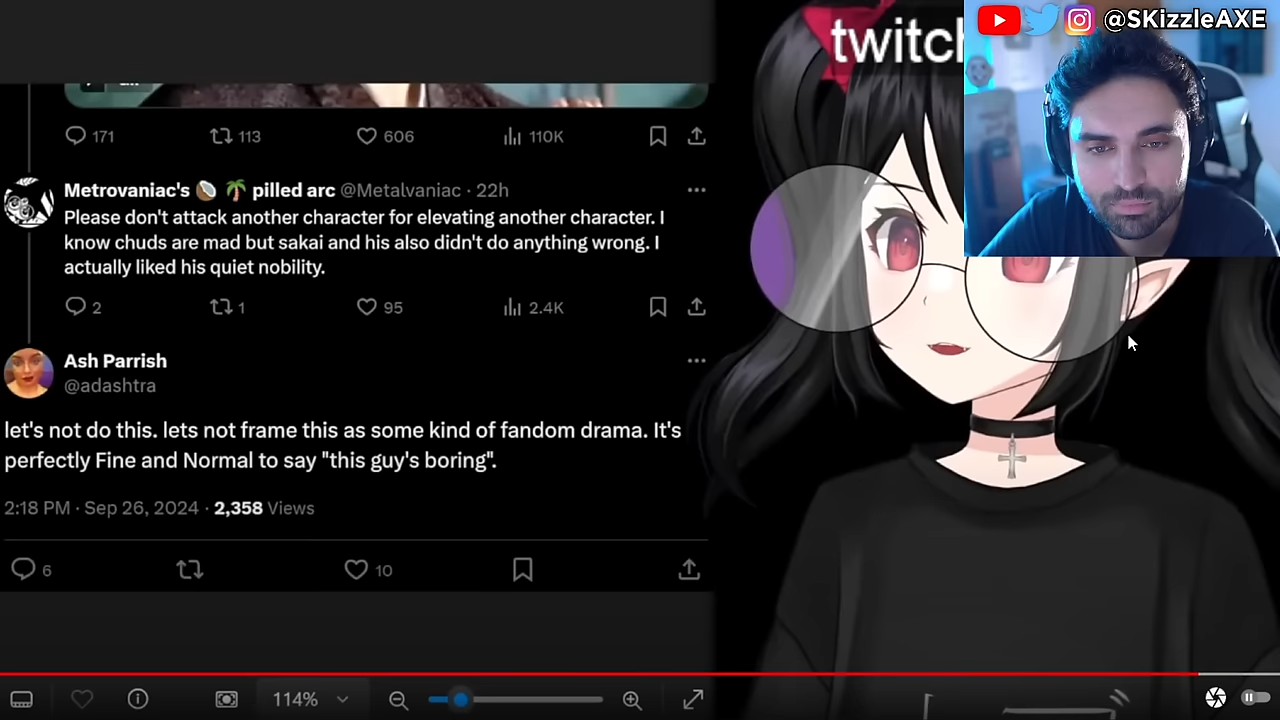 twitch
@SKizzleAXE
171 113 606 110K
Metrovaniac's 🥥 🌴 pilled arc @Metalvaniac · 22h
Please don't attack another character for elevating another character. I
know chuds are mad but sakai and his also didn't do anything wrong. I
actually liked his quiet nobility.
2 1 95 2.4K
Ash Parrish
@adashtra
let's not do this. lets not frame this as some kind of fandom drama. It's
perfectly Fine and Normal to say "this guy's boring".
2:18 PM · Sep 26, 2024 · 2,358 Views
6 10
114%